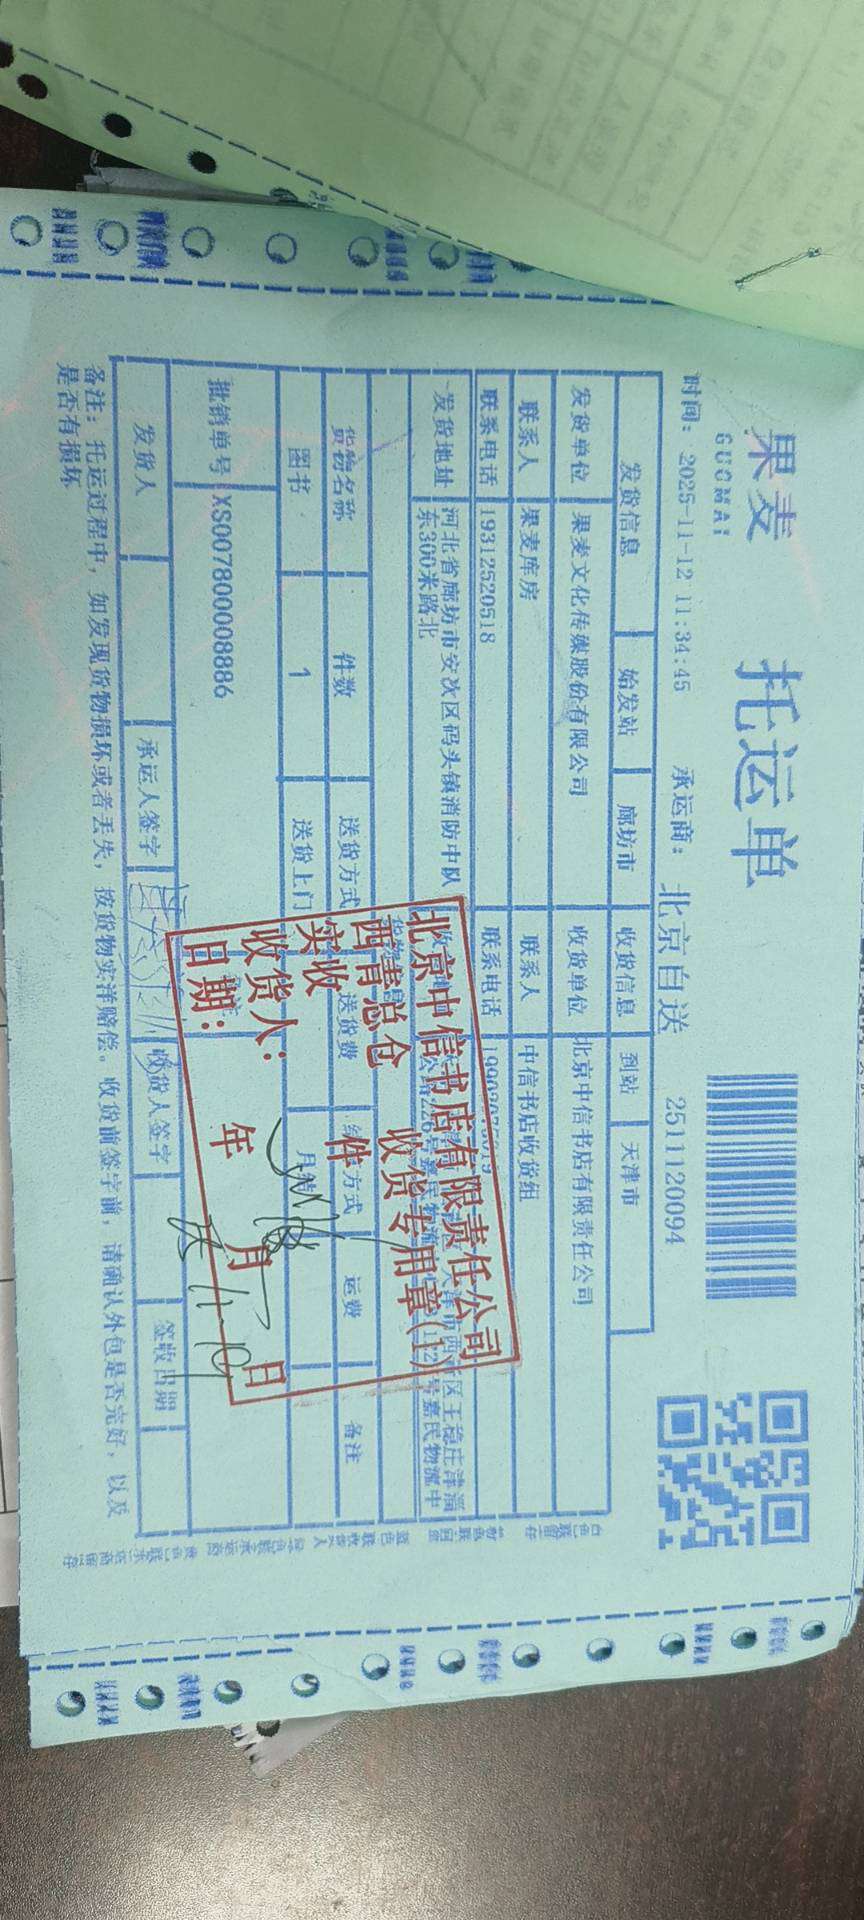 果麦
GUOMAI
托运单
时间：2025-11-12 11:34:45
承运商：
北京自送
2511120094
发货信息 始发站 廊坊市 收货信息 到站 天津市
发货单位 果麦文化传媒股份有限公司 收货单位 北京中信书店有限责任公司
联系人 果麦库房 联系人 中信书店收货组
联系电话 19312520518 联系电话
发货地址 河北省廊坊市安次区码头镇消防中队
东300米路北
货物名称 件数 送货方式 送货费 运费 备注
图书 1 送货上门 月结
批销单号 XS007800008886
发货人 承运人签字 收货人签字 签收日期
备注：托运过程中，如发现货物损坏或者丢失，按货物实洋赔偿。收货前签字前，请确认外包是否完好，以及
是否有损坏
北京中信书店有限责任公司
西青总仓 收货专用章(1)
实收 件
收货人：
日期： 年 月 日